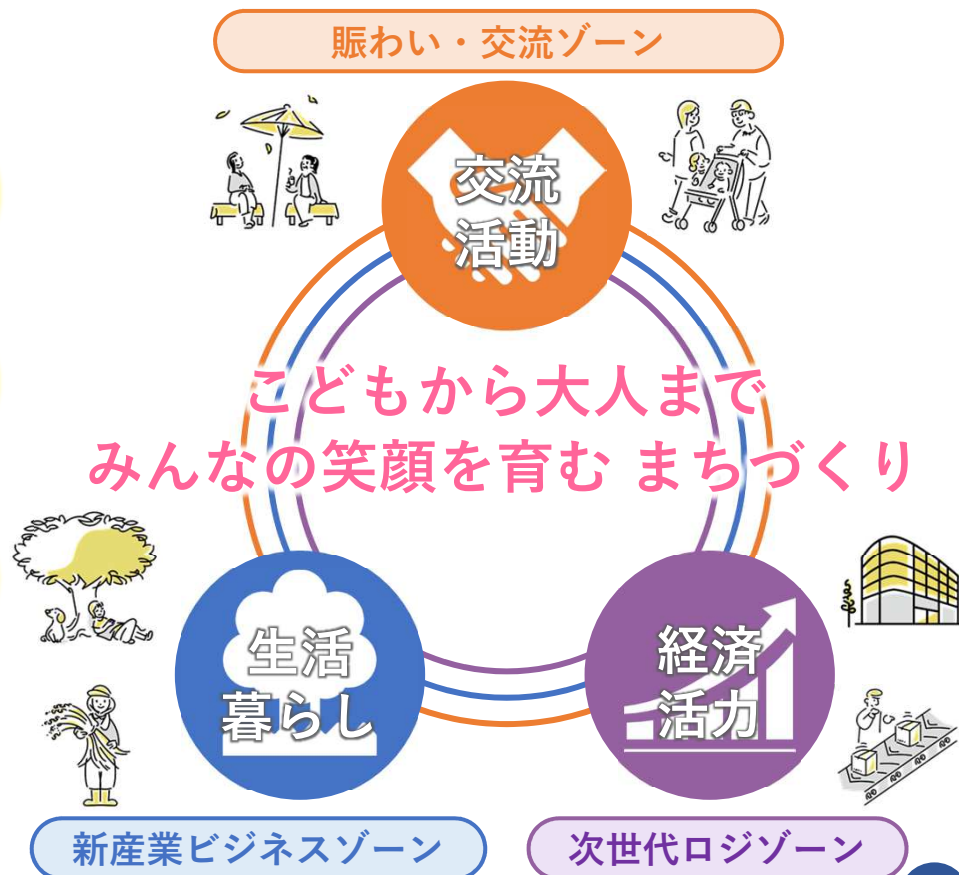 賑わい・交流ゾーン
交流
活動
こどもから大人まで
みんなの笑顔を育む まちづくり
生活
暮らし
経済
活力
新産業ビジネスゾーン
次世代ロジゾーン